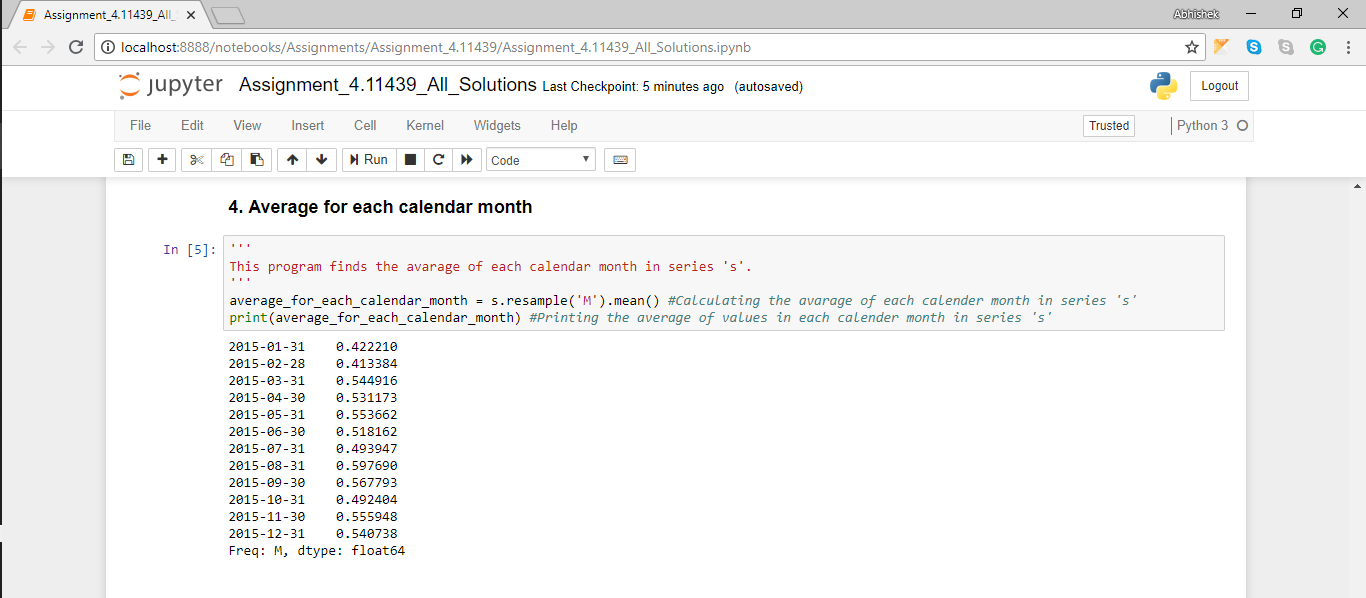 Assignment_4.11439_All_
Abhishek
localhost:8888/notebooks/Assignments/Assignment_4.11439/Assignment_4.11439_All_Solutions.ipynb
jupyter Assignment_4.11439_All_Solutions Last Checkpoint: 5 minutes ago (autosaved)
Logout
File Edit View Insert Cell Kernel Widgets Help Trusted Python 3
Run Code
4. Average for each calendar month
In [5]: '''
This program finds the avarage of each calendar month in series 's'.
'''
average_for_each_calendar_month = s.resample('M').mean() #Calculating the avarage of each calender month in series 's'
print(average_for_each_calendar_month) #Printing the average of values in each calender month in series 's'
2015-01-31 0.422210
2015-02-28 0.413384
2015-03-31 0.544916
2015-04-30 0.531173
2015-05-31 0.553662
2015-06-30 0.518162
2015-07-31 0.493947
2015-08-31 0.597690
2015-09-30 0.567793
2015-10-31 0.492404
2015-11-30 0.555948
2015-12-31 0.540738
Freq: M, dtype: float64